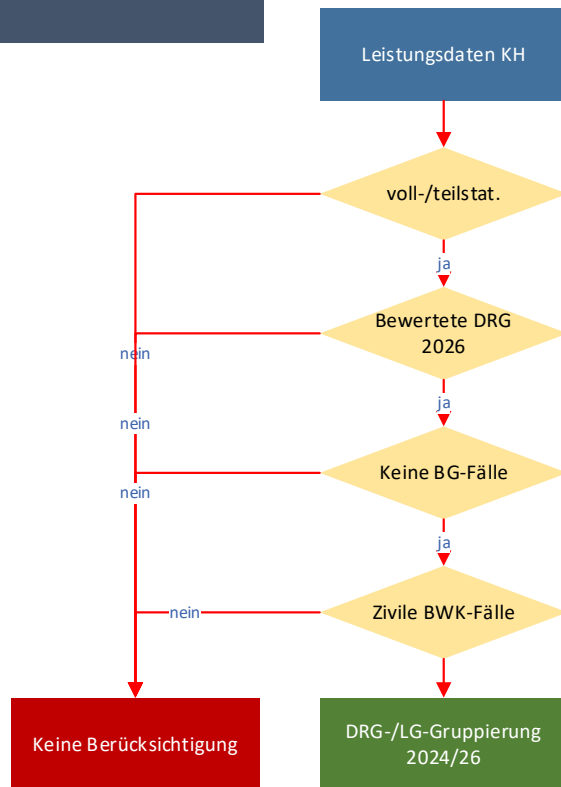 Leistungsdaten KH
voll-/teilstat.
ja
Bewertete DRG
2026
nein
ja
nein
Keine BG-Fälle
nein
ja
Zivile BWK-Fälle
nein
Keine Berücksichtigung
DRG-/LG-Gruppierung
2024/26